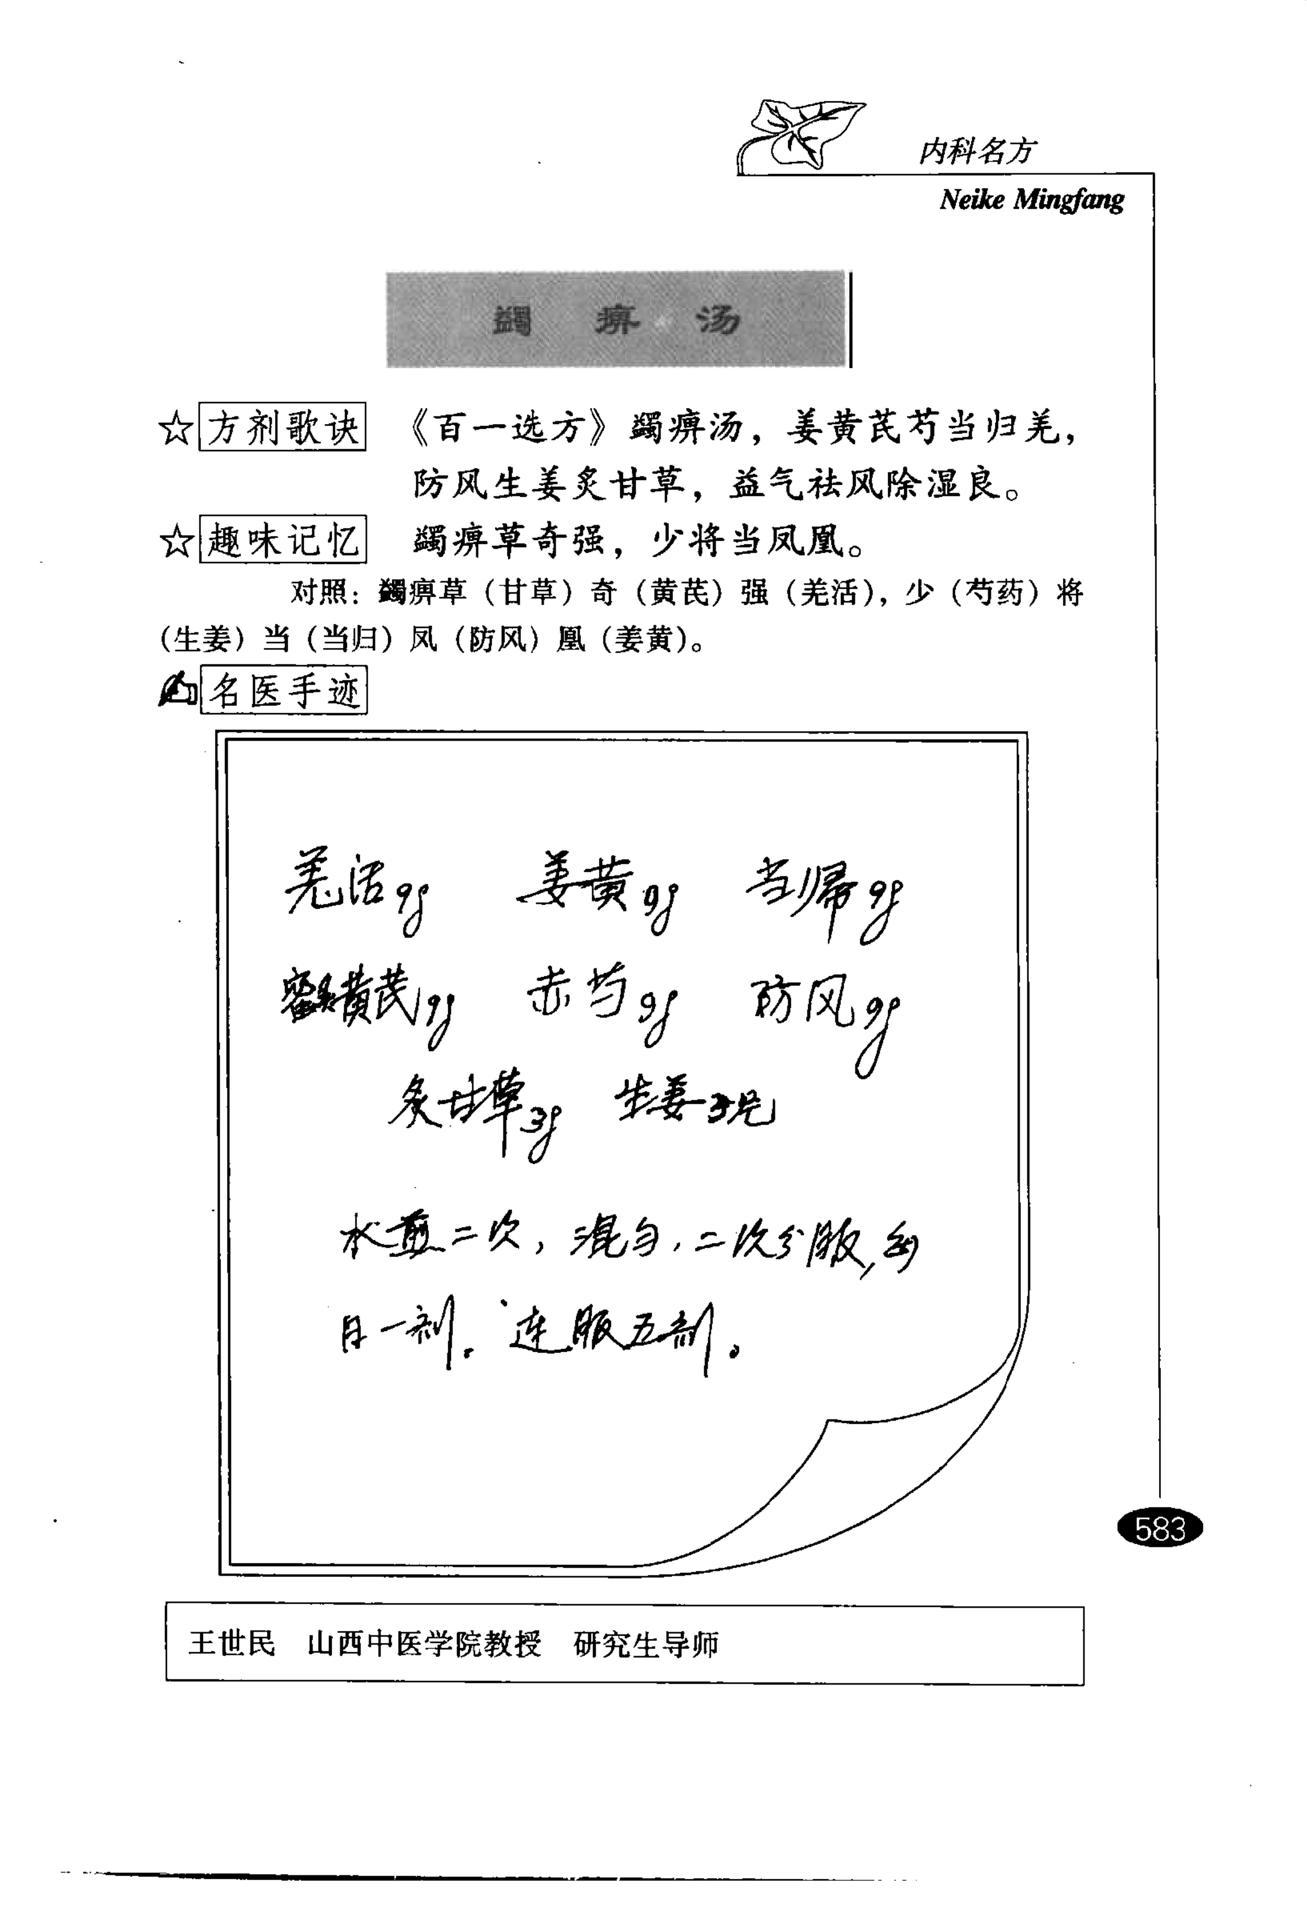 内科名方
Neike Mingfang
蠲痹汤
☆方剂歌诀 《百一选方》蠲痹汤，姜黄芪芍当归羌，
防风生姜炙甘草，益气祛风除湿良。
☆趣味记忆 蠲痹草奇强，少将当凤凰。
对照：蠲痹草（甘草）奇（黄芪）强（羌活），少（芍药）将
（生姜）当（当归）凤（防风）凰（姜黄）。
名医手迹
羌活9g 姜黄9g 当归9g
蜜炙黄芪9g 赤芍9g 防风9g
炙甘草3g 生姜
水煎二次，混匀，二次分服，每
日一剂。连服五剂。
583
王世民 山西中医学院教授 研究生导师